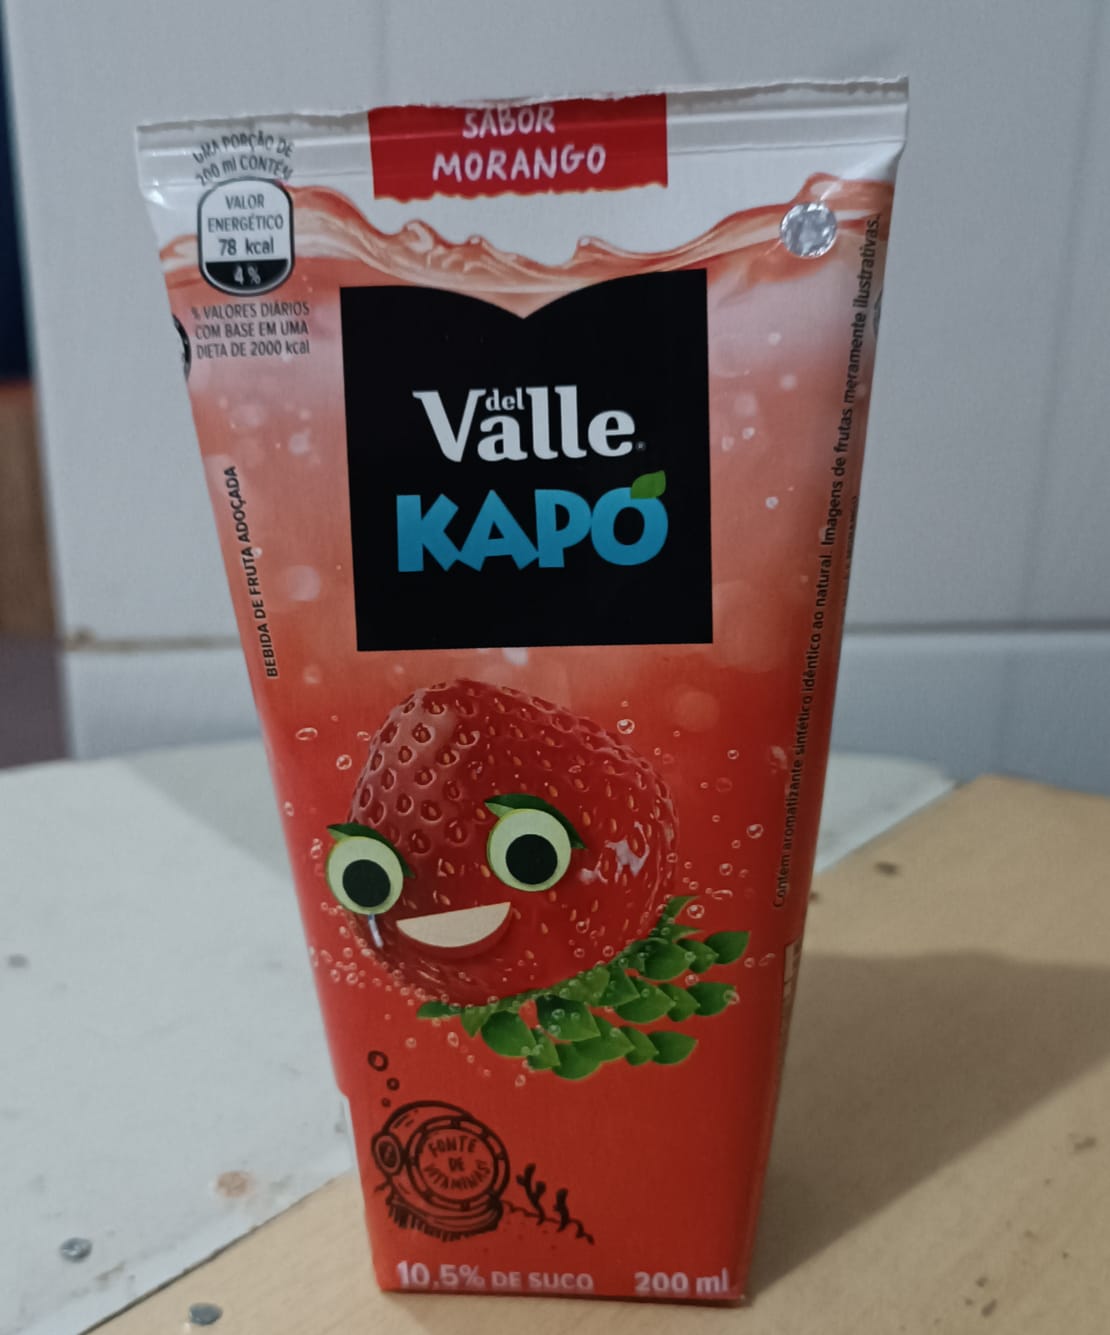 SABOR
MORANGO
UMA PORÇÃO DE
200 ml CONTÉM
VALOR
ENERGÉTICO
78 kcal
4%
% VALORES DIÁRIOS
COM BASE EM UMA
DIETA DE 2000 kcal
del
Valle®
KAPO
BEBIDA DE FRUTA ADOÇADA
Contém aromatizante sintético idêntico ao natural. Imagens de frutas meramente ilustrativas.
FONTE
DE
VITAMINAS!
10,5% DE SUCO 200 ml